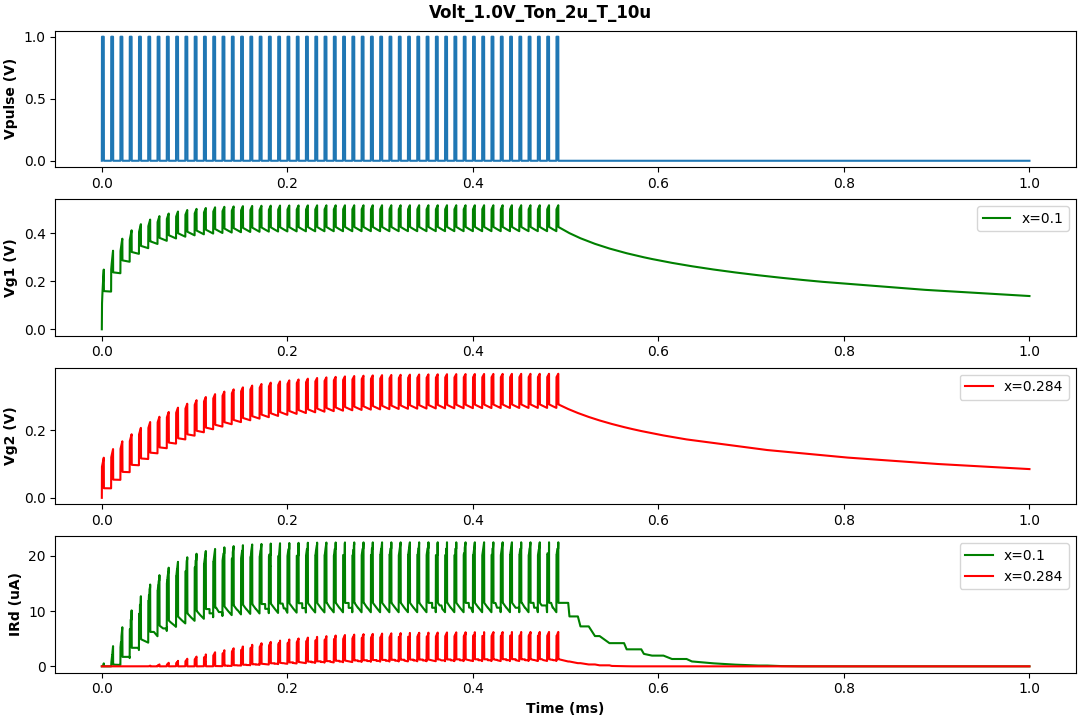 Volt_1.0V_Ton_2u_T_10u
1.0
0.5
0.0
Vpulse (V)
0.0 0.2 0.4 0.6 0.8 1.0
x=0.1
0.4
0.2
0.0
Vg1 (V)
0.0 0.2 0.4 0.6 0.8 1.0
x=0.284
0.2
0.0
Vg2 (V)
0.0 0.2 0.4 0.6 0.8 1.0
x=0.1
x=0.284
20
10
0
IRd (uA)
0.0 0.2 0.4 0.6 0.8 1.0
Time (ms)